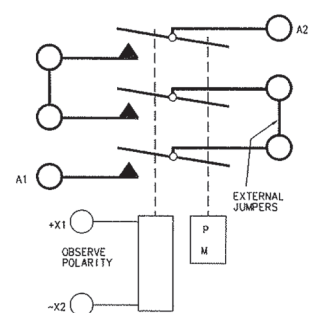 A2
A1
EXTERNAL
JUMPERS
+X1
P
M
OBSERVE
POLARITY
~X2